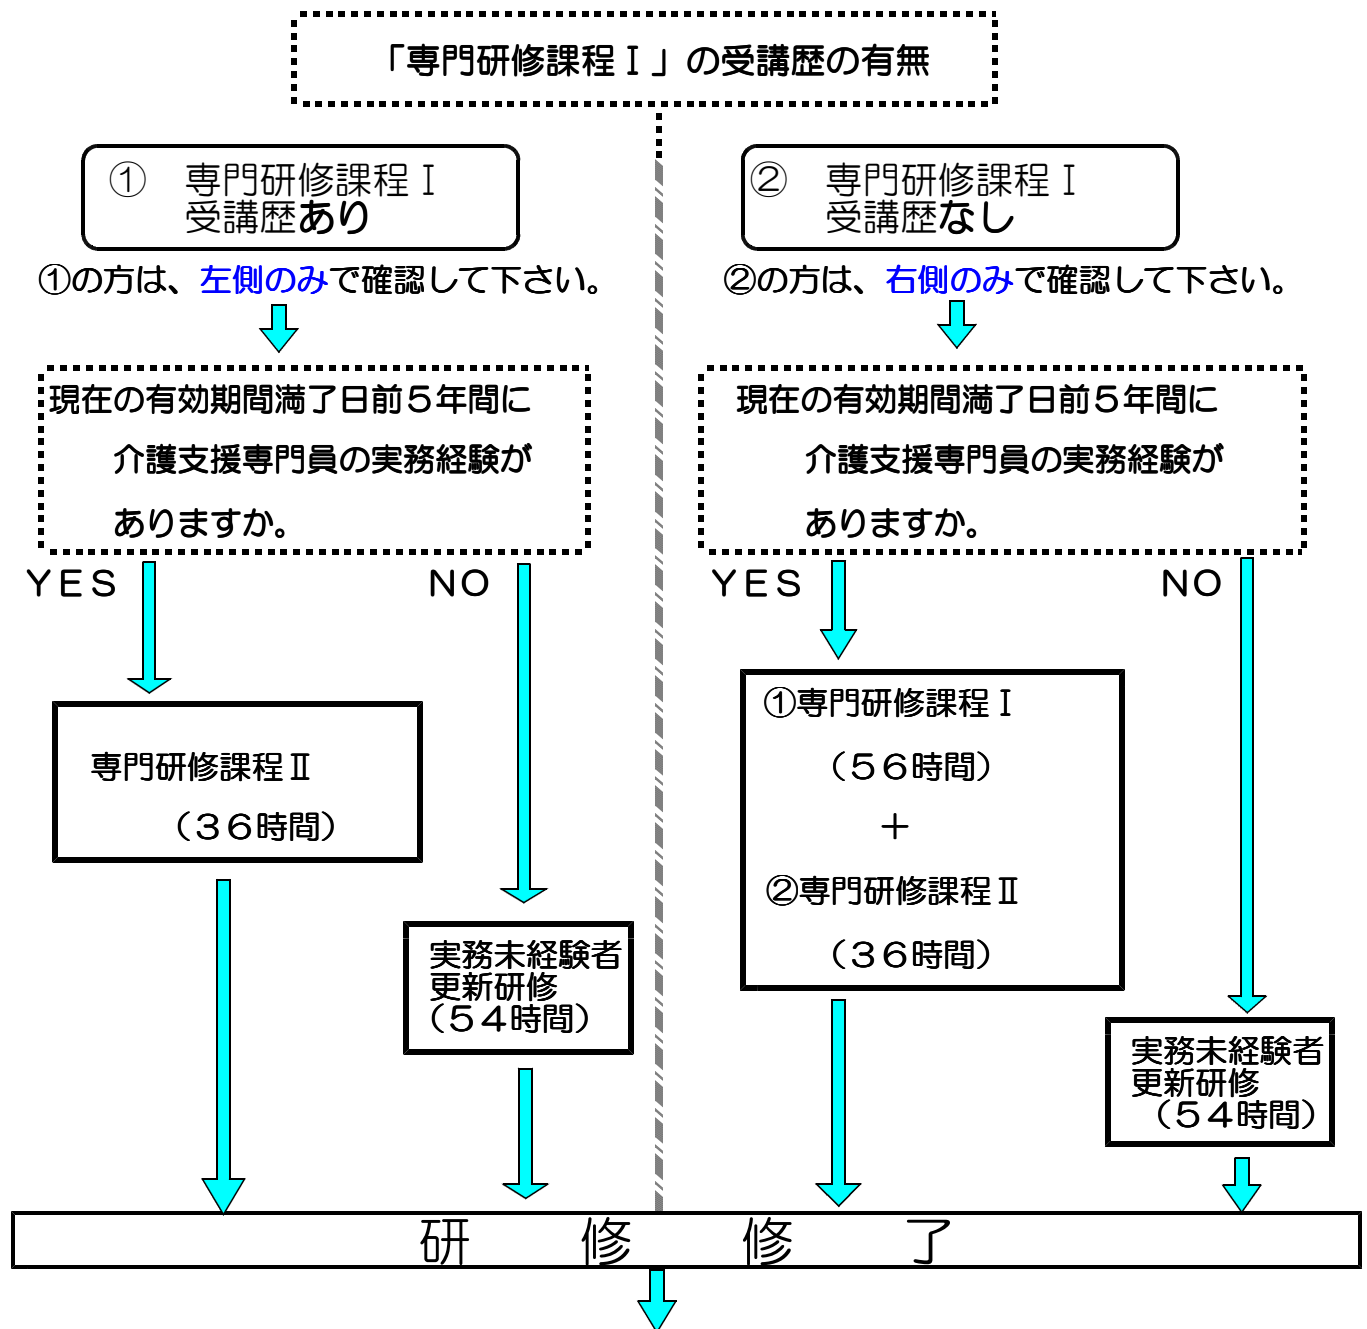 「専門研修課程Ⅰ」の受講歴の有無
① 専門研修課程Ⅰ
受講歴あり
①の方は、左側のみで確認して下さい。
現在の有効期間満了日前５年間に
介護支援専門員の実務経験が
ありますか。
ＹＥＳ
ＮＯ
専門研修課程Ⅱ
（３６時間）
実務未経験者
更新研修
（５４時間）
② 専門研修課程Ⅰ
受講歴なし
②の方は、右側のみで確認して下さい。
現在の有効期間満了日前５年間に
介護支援専門員の実務経験が
ありますか。
ＹＥＳ
ＮＯ
①専門研修課程Ⅰ
（５６時間）
＋
②専門研修課程Ⅱ
（３６時間）
実務未経験者
更新研修
（５４時間）
研 修 修 了